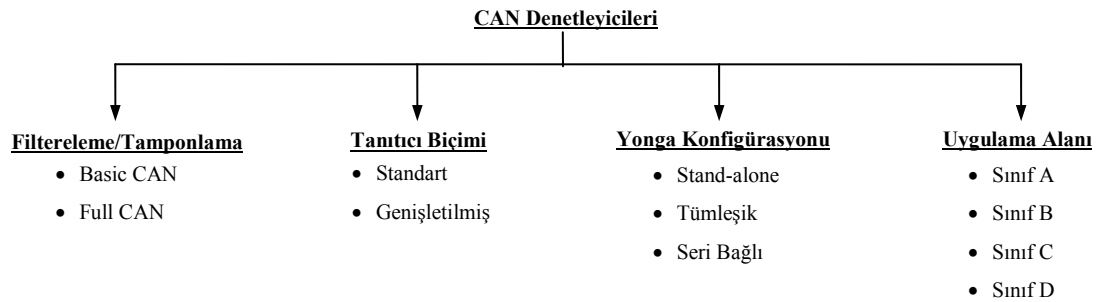 CAN Denetleyicileri
Filtereleme/Tamponlama
• Basic CAN
• Full CAN
Tanıtıcı Biçimi
• Standart
• Genişletilmiş
Yonga Konfigürasyonu
• Stand-alone
• Tümleşik
• Seri Bağlı
Uygulama Alanı
• Sınıf A
• Sınıf B
• Sınıf C
• Sınıf D